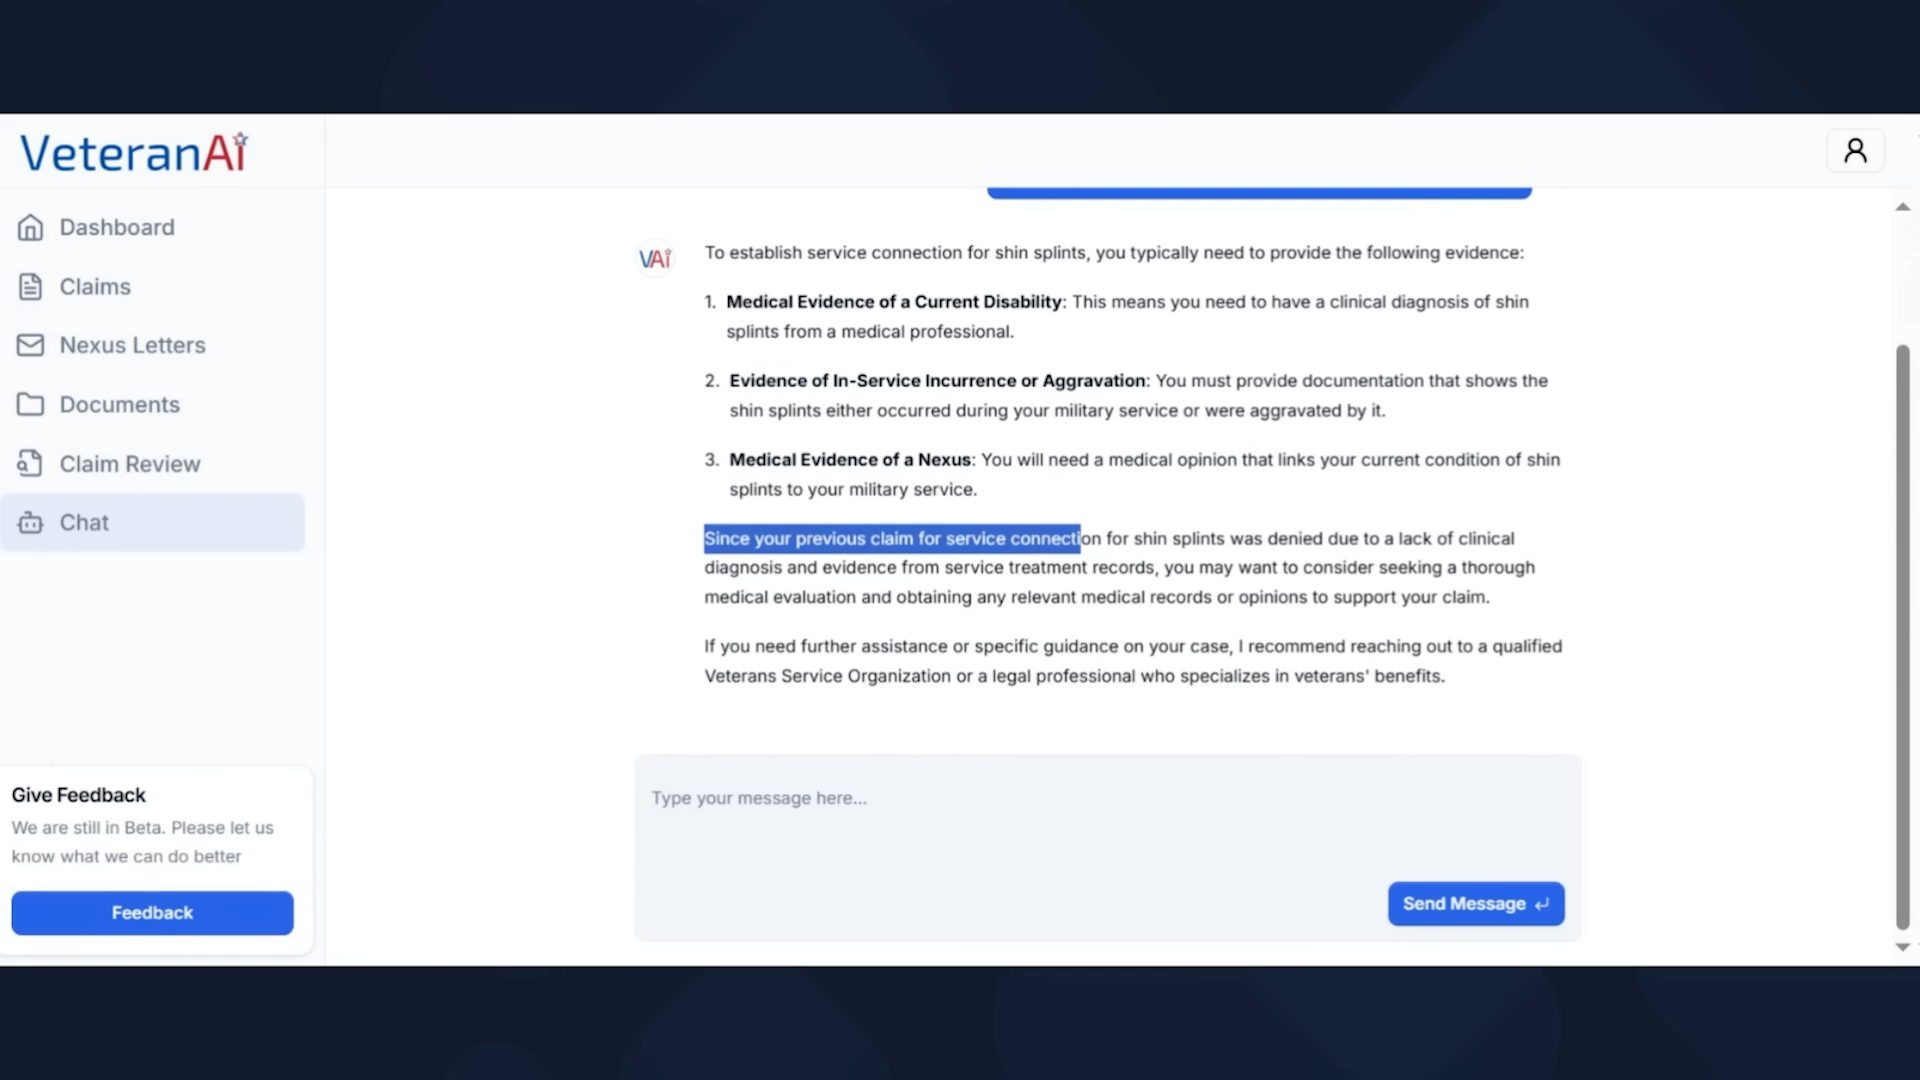 VeteranAi
Dashboard
Claims
Nexus Letters
Documents
Claim Review
Chat
Give Feedback
We are still in Beta. Please let us
know what we can do better
Feedback
VAi
To establish service connection for shin splints, you typically need to provide the following evidence:
1. Medical Evidence of a Current Disability: This means you need to have a clinical diagnosis of shin
splints from a medical professional.
2. Evidence of In-Service Incurrence or Aggravation: You must provide documentation that shows the
shin splints either occurred during your military service or were aggravated by it.
3. Medical Evidence of a Nexus: You will need a medical opinion that links your current condition of shin
splints to your military service.
Since your previous claim for service connection for shin splints was denied due to a lack of clinical
diagnosis and evidence from service treatment records, you may want to consider seeking a thorough
medical evaluation and obtaining any relevant medical records or opinions to support your claim.
If you need further assistance or specific guidance on your case, I recommend reaching out to a qualified
Veterans Service Organization or a legal professional who specializes in veterans' benefits.
Type your message here...
Send Message